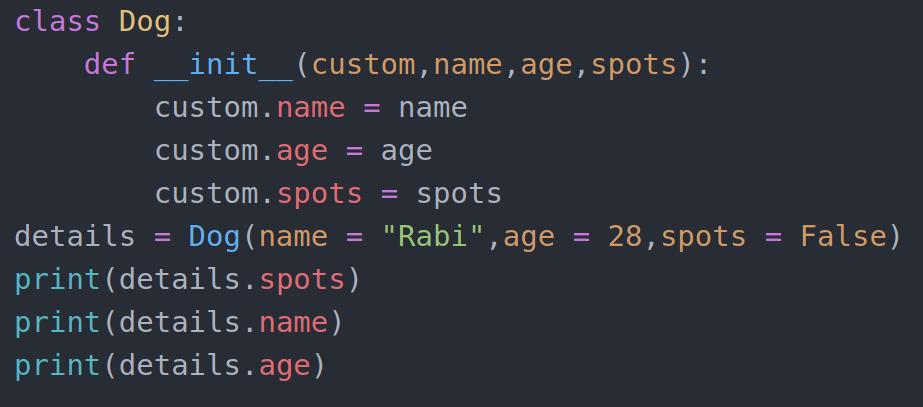 class Dog:
    def __init__(custom,name,age,spots):
        custom.name = name
        custom.age = age
        custom.spots = spots
details = Dog(name = "Rabi",age = 28,spots = False)
print(details.spots)
print(details.name)
print(details.age)